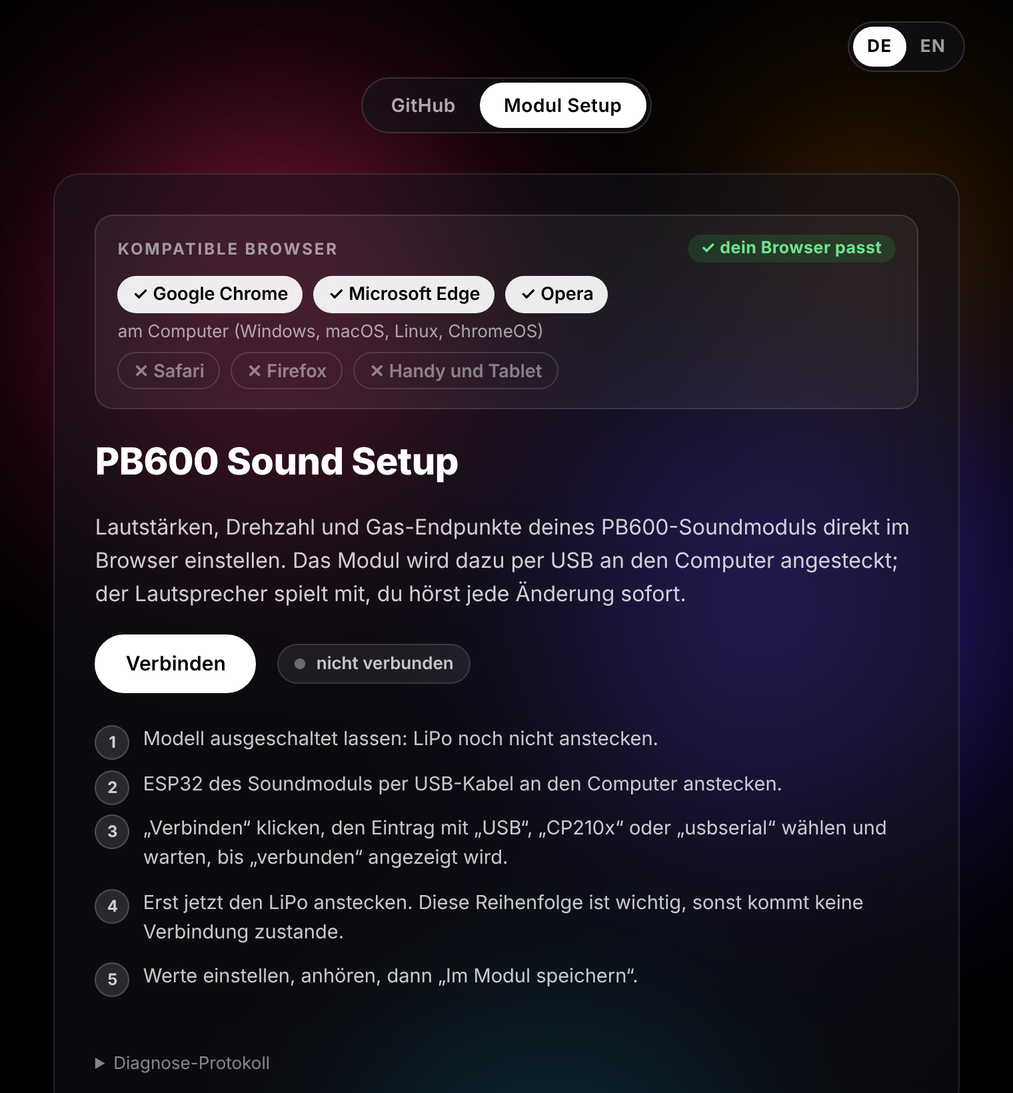 DE EN
GitHub Modul Setup
KOMPATIBLE BROWSER ✓ dein Browser passt
✓ Google Chrome ✓ Microsoft Edge ✓ Opera
am Computer (Windows, macOS, Linux, ChromeOS)
✕ Safari ✕ Firefox ✕ Handy und Tablet
PB600 Sound Setup
Lautstärken, Drehzahl und Gas-Endpunkte deines PB600-Soundmoduls direkt im
Browser einstellen. Das Modul wird dazu per USB an den Computer angesteckt;
der Lautsprecher spielt mit, du hörst jede Änderung sofort.
Verbinden nicht verbunden
1 Modell ausgeschaltet lassen: LiPo noch nicht anstecken.
2 ESP32 des Soundmoduls per USB-Kabel an den Computer anstecken.
3 „Verbinden“ klicken, den Eintrag mit „USB“, „CP210x“ oder „usbserial“ wählen und
warten, bis „verbunden“ angezeigt wird.
4 Erst jetzt den LiPo anstecken. Diese Reihenfolge ist wichtig, sonst kommt keine
Verbindung zustande.
5 Werte einstellen, anhören, dann „Im Modul speichern“.
▶ Diagnose-Protokoll